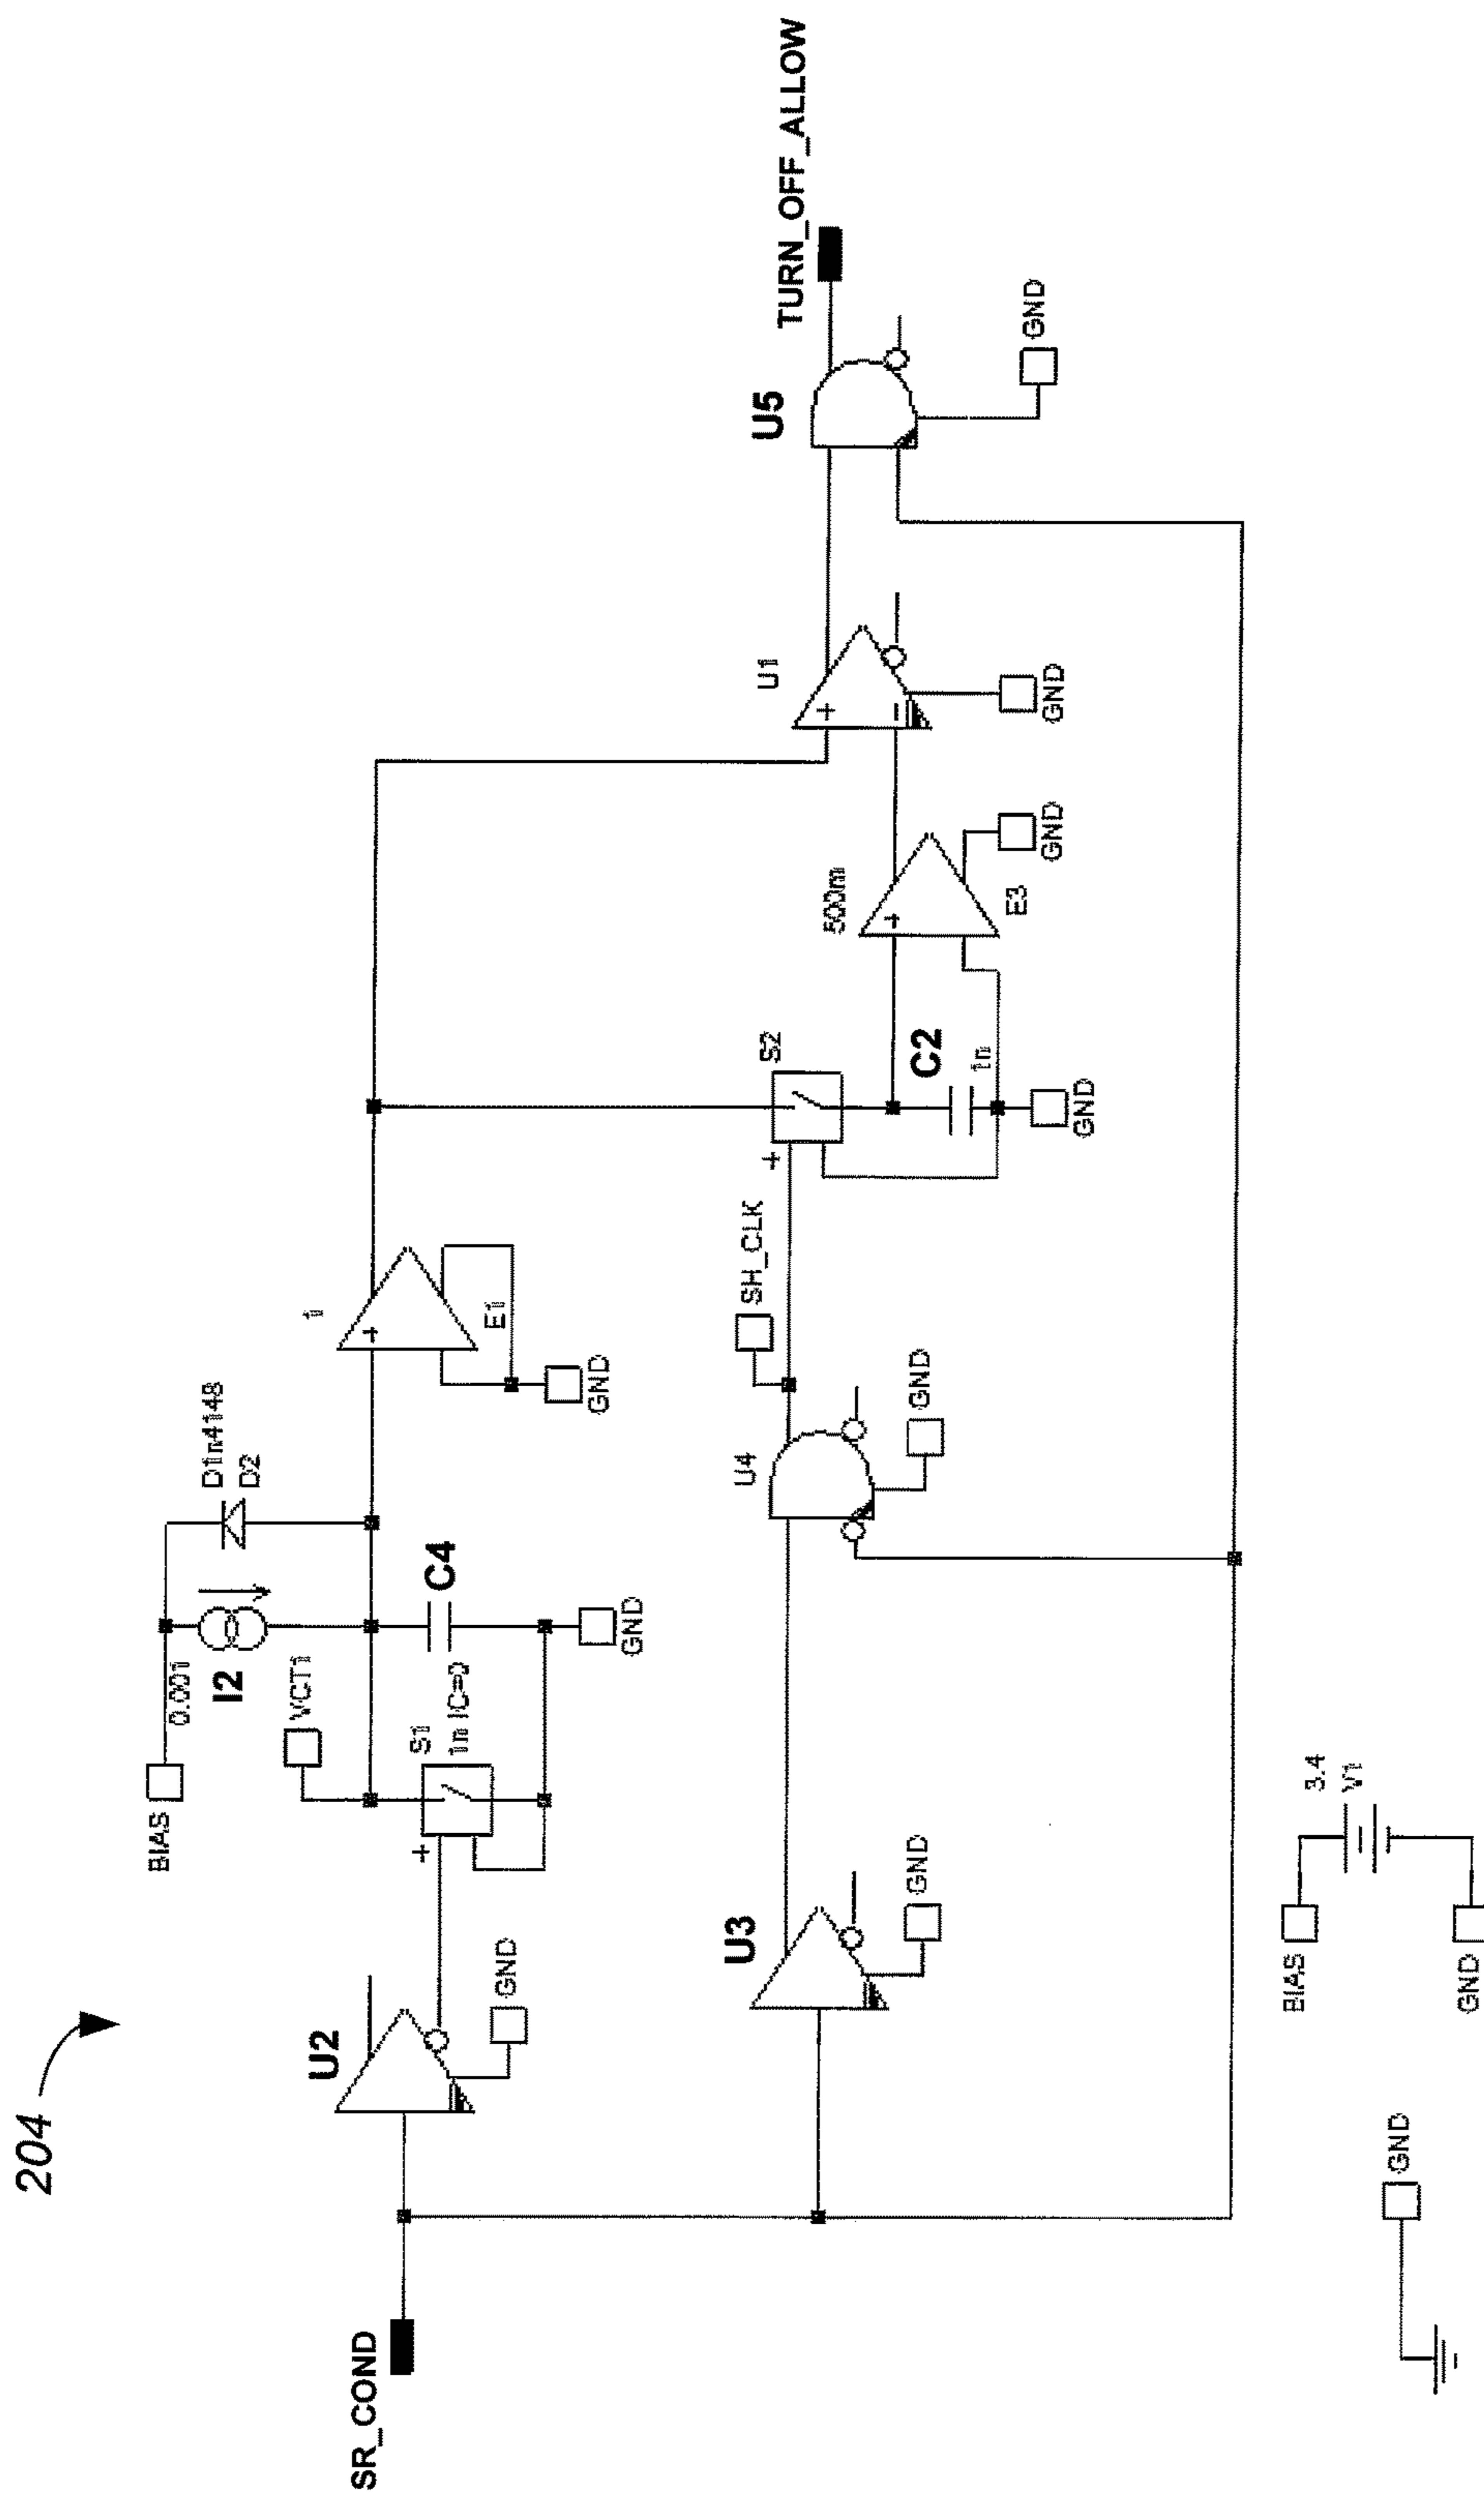 204
SR_COND
U2
GND
BIAS
0.001
I2
VCT1
S1
1n IC=0
C4
GND
D1n4148
D2
1
E1
GND
U3
GND
U4
GND
SH_CLK
S2
C2
1n
GND
500m
E3
GND
U1
GND
U5
GND
TURN_OFF_ALLOW
GND
BIAS
3.4
V1
GND